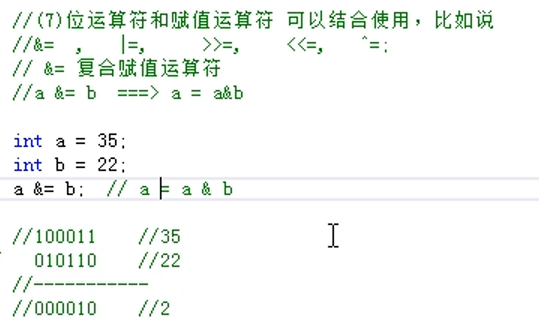 //(7)位运算符和赋值运算符 可以结合使用，比如说
//&= , |=, >>=, <<=, ^=;
// &= 复合赋值运算符
//a &= b ===> a = a&b
int a = 35;
int b = 22;
a &= b; // a = a & b
//100011 //35
010110 //22
//-----------
//000010 //2